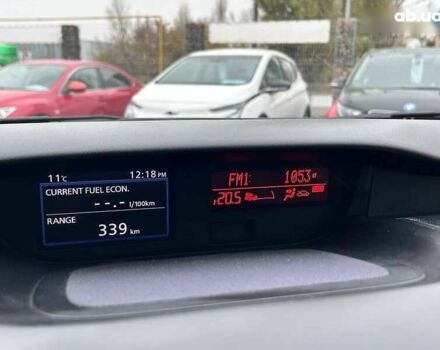 ab.ua
11°C 12:18 PM
CURRENT FUEL ECON.
--.- l/100km
RANGE
339 km
FM1: 105.3
20.5